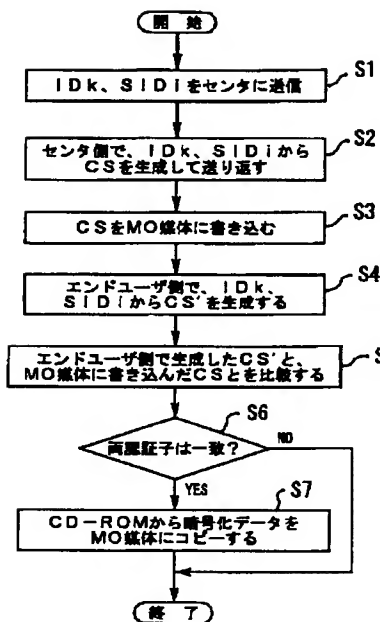 開 始
IDk、SIDiをセンタに送信
S1
センタ側で、IDk、SIDiから
CSを生成して送り返す
S2
CSをMO媒体に書き込む
S3
エンドユーザ側で、IDk、
SIDiからCS'を生成する
S4
エンドユーザ側で生成したCS'と、
MO媒体に書き込んだCSとを比較する
S
両認証子は一致?
S6
NO
YES
CD-ROMから暗号化データを
MO媒体にコピーする
S7
終 了